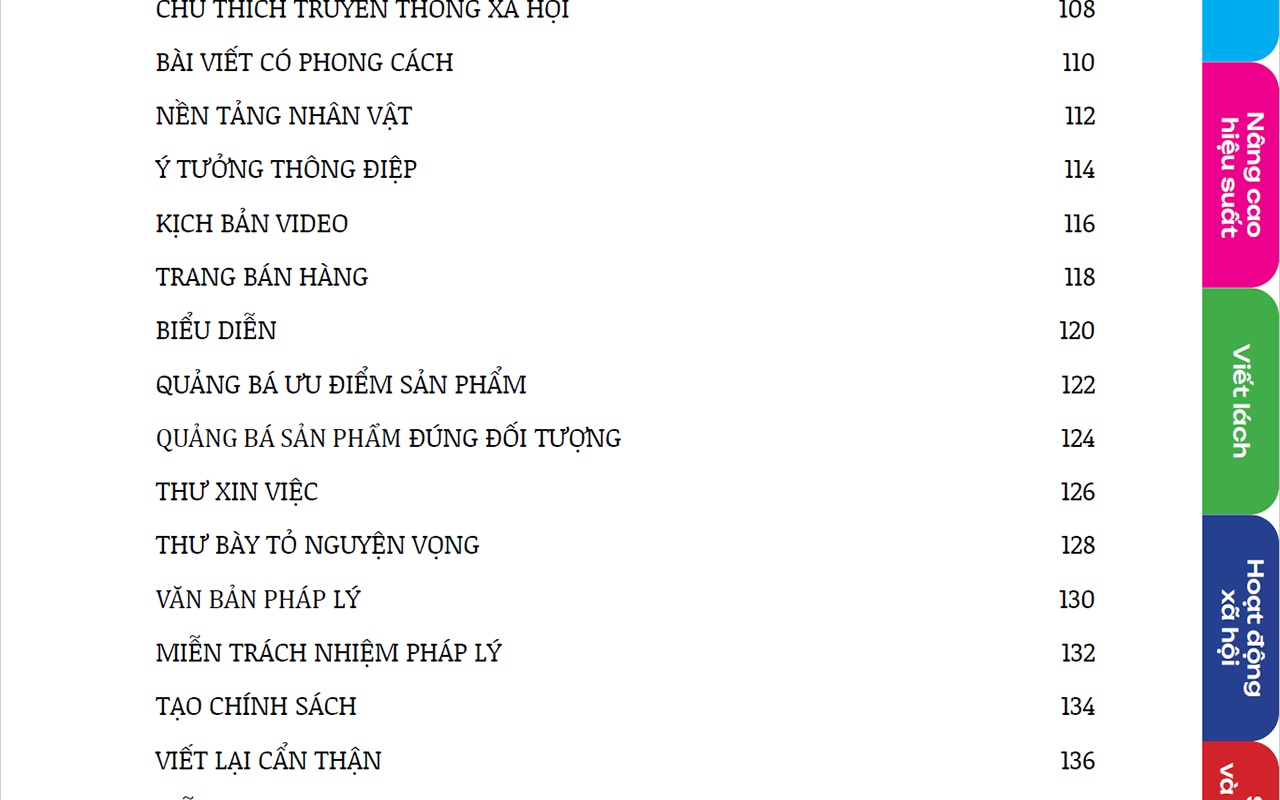 CHÚ THÍCH TRUYỀN THÔNG XÃ HỘI 108
BÀI VIẾT CÓ PHONG CÁCH 110
NỀN TẢNG NHÂN VẬT 112
Ý TƯỞNG THÔNG ĐIỆP 114
KỊCH BẢN VIDEO 116
TRANG BÁN HÀNG 118
BIỂU DIỄN 120
QUẢNG BÁ ƯU ĐIỂM SẢN PHẨM 122
QUẢNG BÁ SẢN PHẨM ĐÚNG ĐỐI TƯỢNG 124
THƯ XIN VIỆC 126
THƯ BÀY TỎ NGUYỆN VỌNG 128
VĂN BẢN PHÁP LÝ 130
MIỄN TRÁCH NHIỆM PHÁP LÝ 132
TẠO CHÍNH SÁCH 134
VIẾT LẠI CẨN THẬN 136
Nâng cao
hiệu suất
Viết lách
Hoạt động
xã hội
và